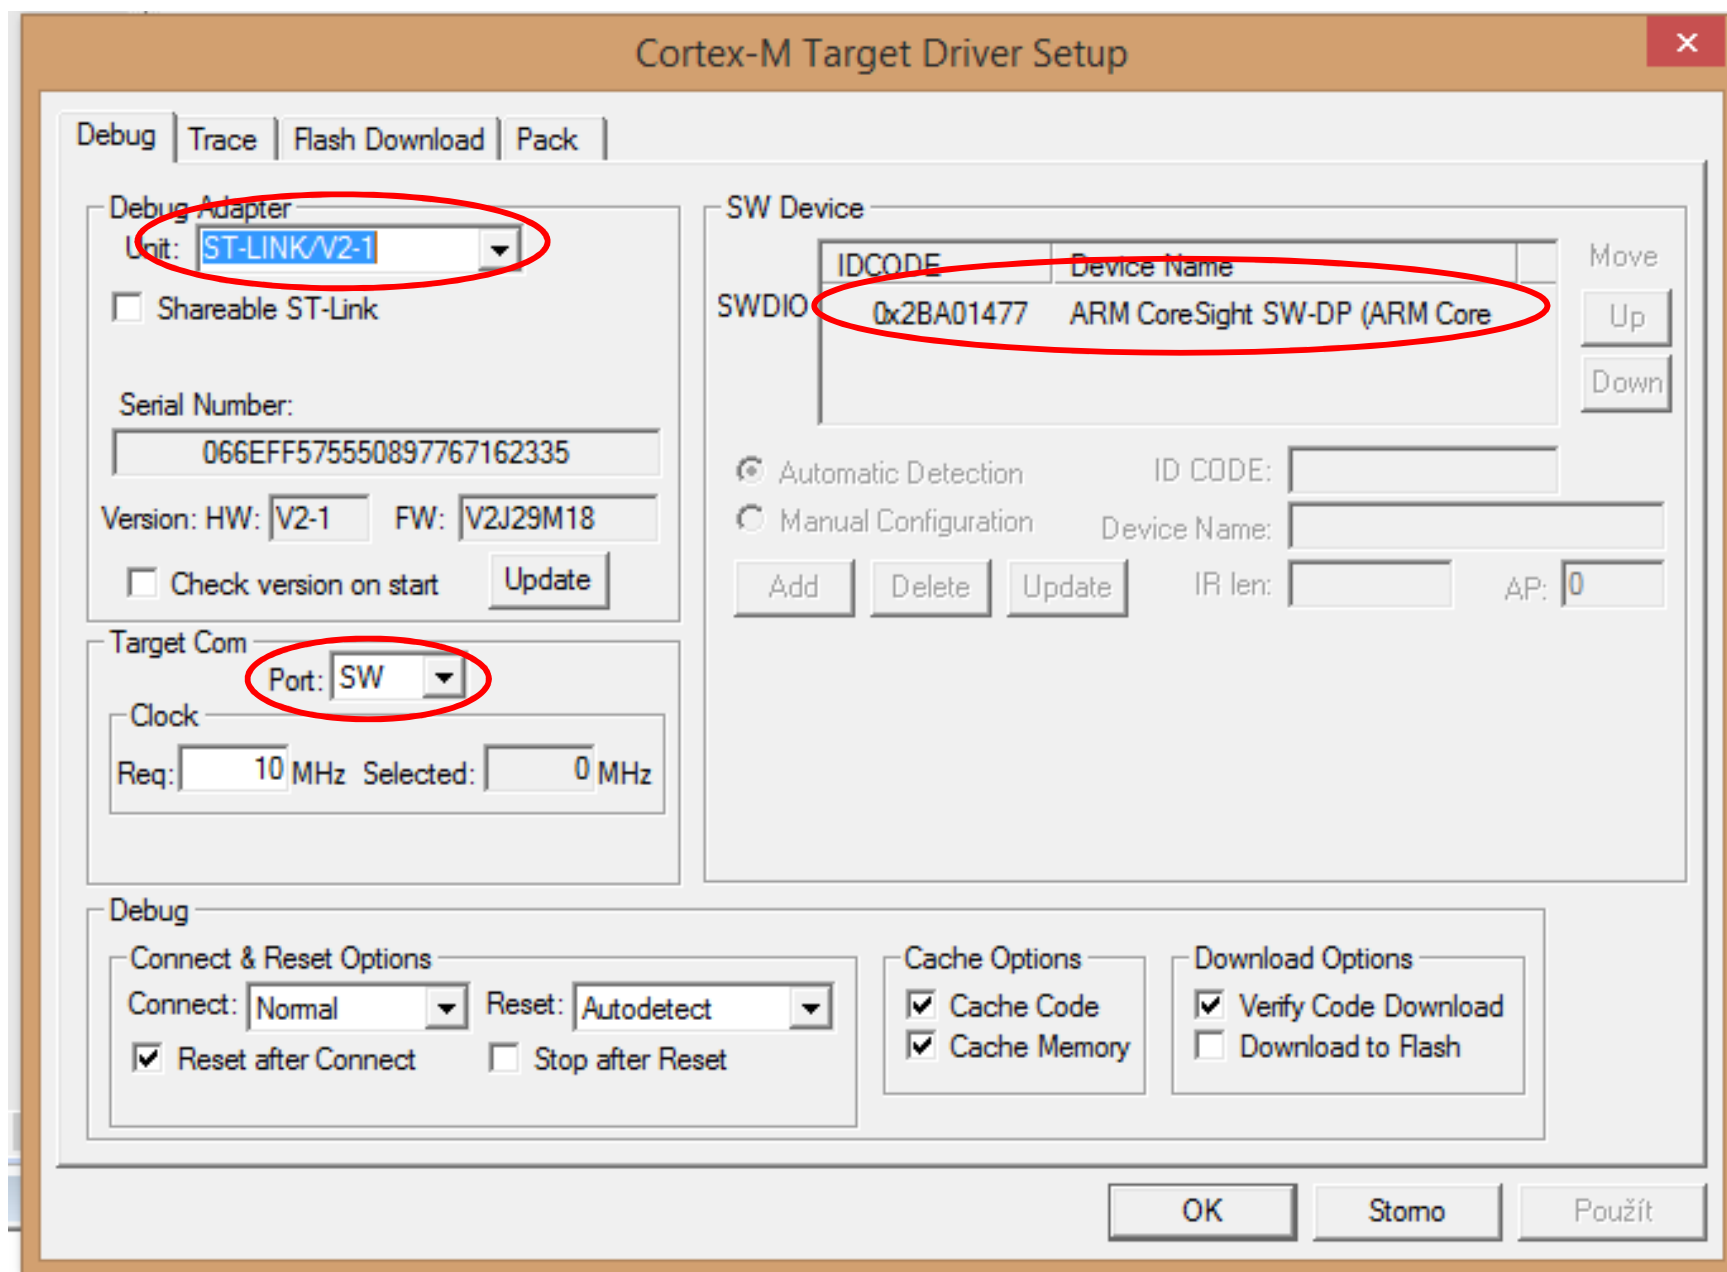 Cortex-M Target Driver Setup
Debug Trace Flash Download Pack
Debug Adapter
Unit: ST-LINK/V2-1
Shareable ST-Link
Serial Number:
066EFF575550897767162335
Version: HW: V2-1 FW: V2J29M18
Check version on start Update
Target Com
Port: SW
Clock
Req: 10 MHz Selected: 0 MHz
SW Device
IDCODE Device Name
SWDIO 0x2BA01477 ARM CoreSight SW-DP (ARM Core
Move
Up
Down
Automatic Detection ID CODE:
Manual Configuration Device Name:
Add Delete Update IR len: AP: 0
Debug
Connect & Reset Options
Connect: Normal Reset: Autodetect
Reset after Connect Stop after Reset
Cache Options
Cache Code
Cache Memory
Download Options
Verify Code Download
Download to Flash
OK Storno Použít